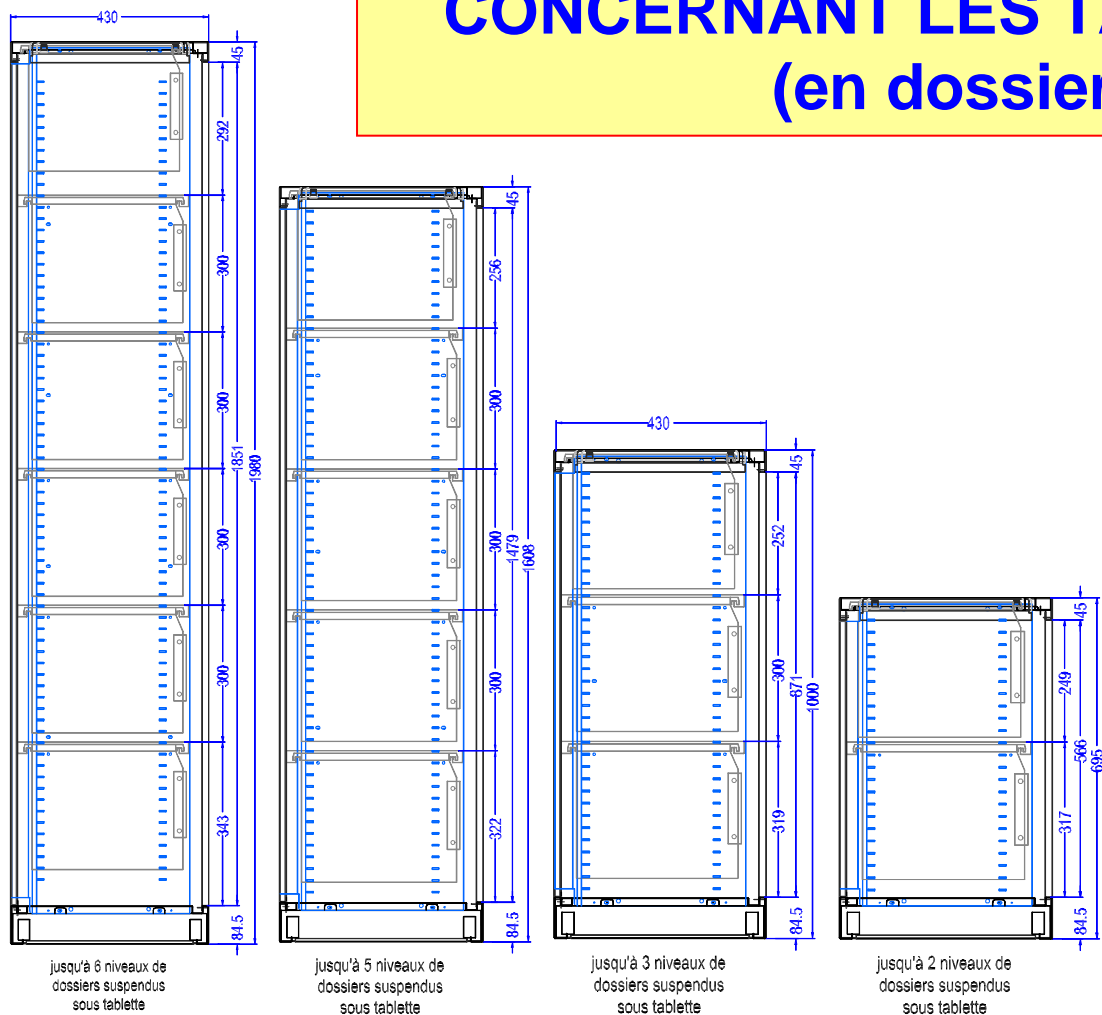 CONCERNANT LES TA
(en dossier
430
45
292
300
300
300
300
343
1851
1980
84.5
jusqu'à 6 niveaux de
dossiers suspendus
sous tablette
45
256
300
300
300
322
1479
1608
84.5
jusqu'à 5 niveaux de
dossiers suspendus
sous tablette
430
45
252
300
319
871
1000
84.5
jusqu'à 3 niveaux de
dossiers suspendus
sous tablette
45
249
317
566
695
84.5
jusqu'à 2 niveaux de
dossiers suspendus
sous tablette